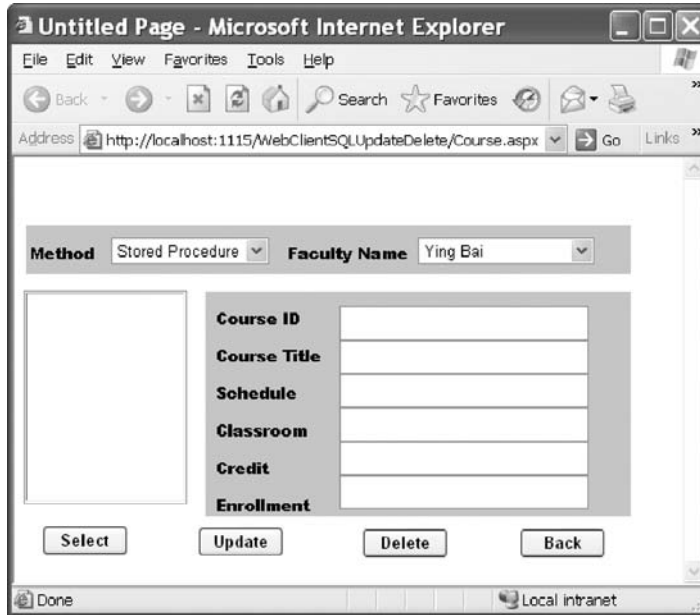 Untitled Page - Microsoft Internet Explorer
File Edit View Favorites Tools Help
Back Search Favorites »
Address http://localhost:1115/WebClientSQLUpdateDelete/Course.aspx Go Links »
Method Stored Procedure Faculty Name Ying Bai
Course ID
Course Title
Schedule
Classroom
Credit
Enrollment
Select Update Delete Back
Done Local intranet